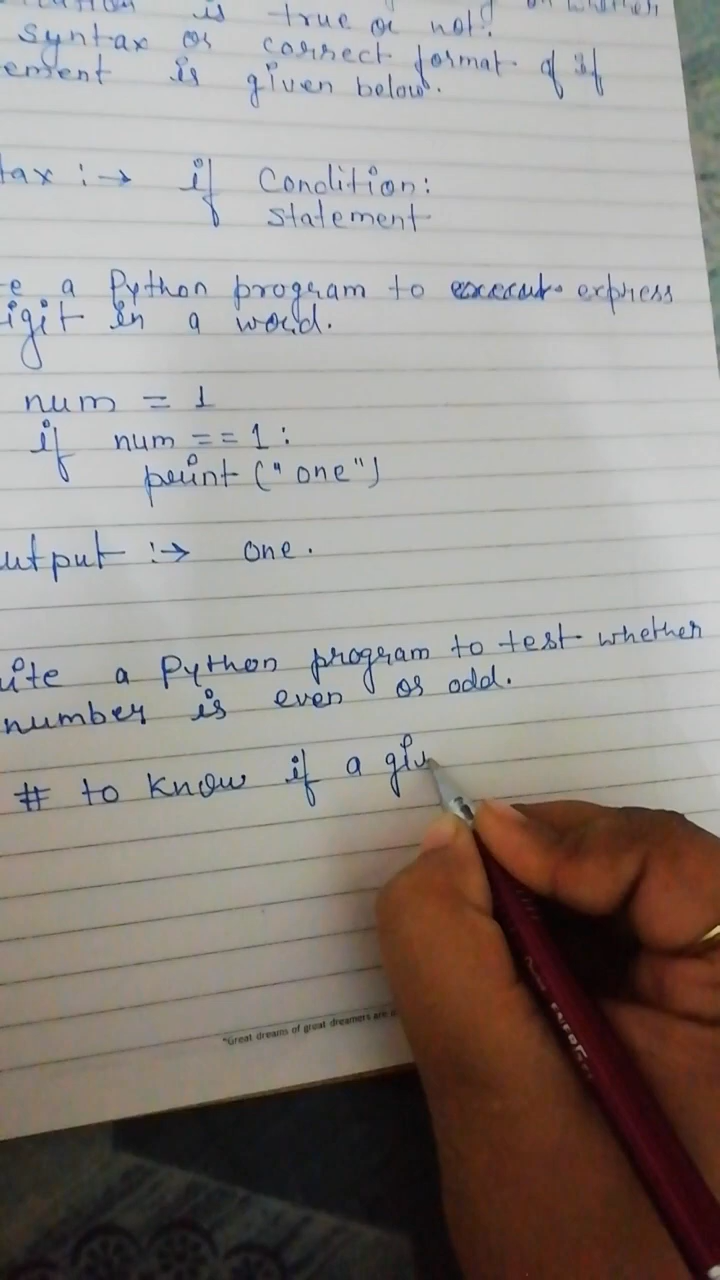 is true or not?
syntax or correct format of if
ement is given below.
tax :→ if Condition:
statement
e a Python program to express
igit in a word.
num = 1
if num == 1:
print ("one")
utput :→ one.
ite a Python program to test whether
number is even or odd.
# to know if a giv
"Great dreams of great dreamers are